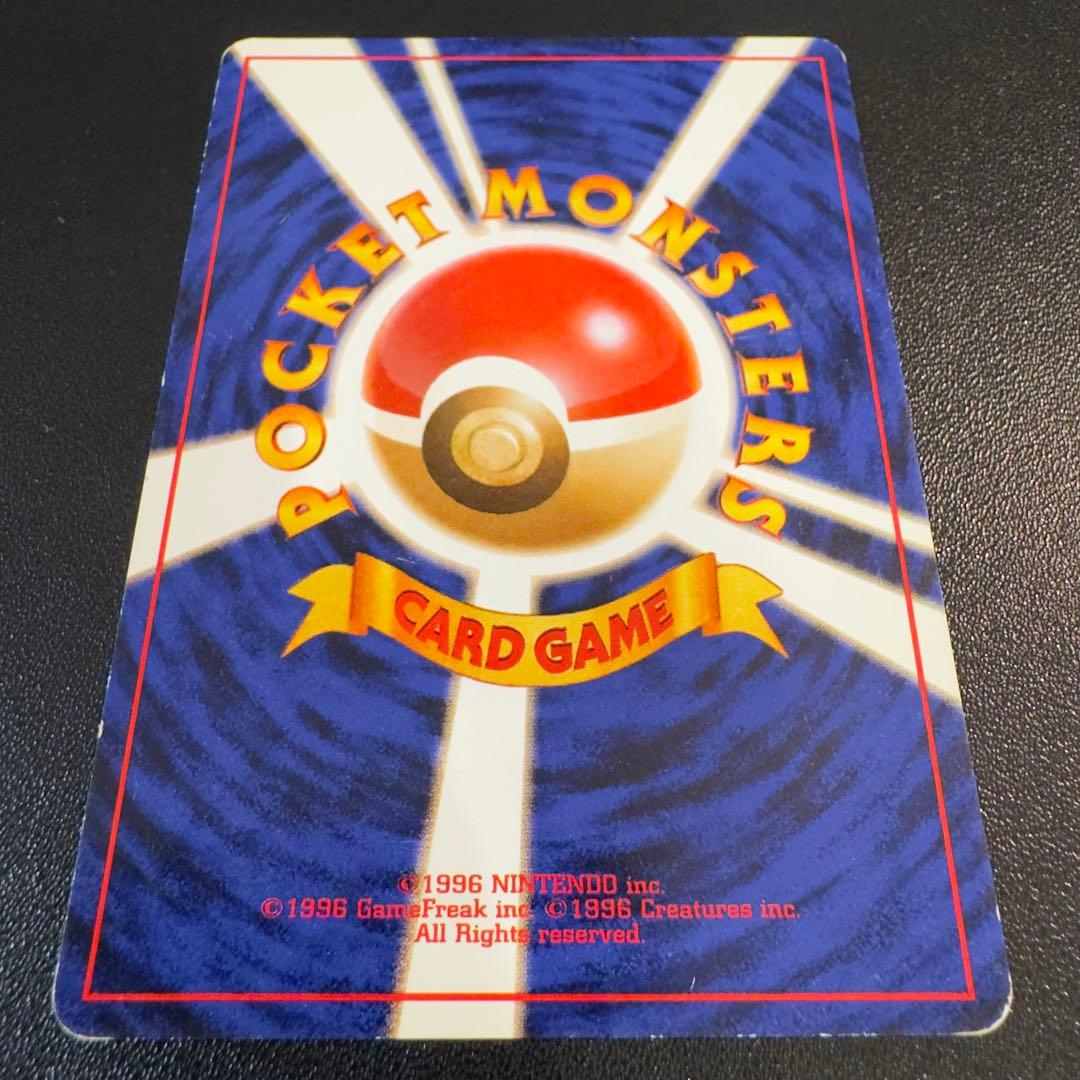 POCKET MONSTERS
CARD GAME
©1996 NINTENDO inc.
©1996 GameFreak inc. ©1996 Creatures inc.
All Rights reserved.